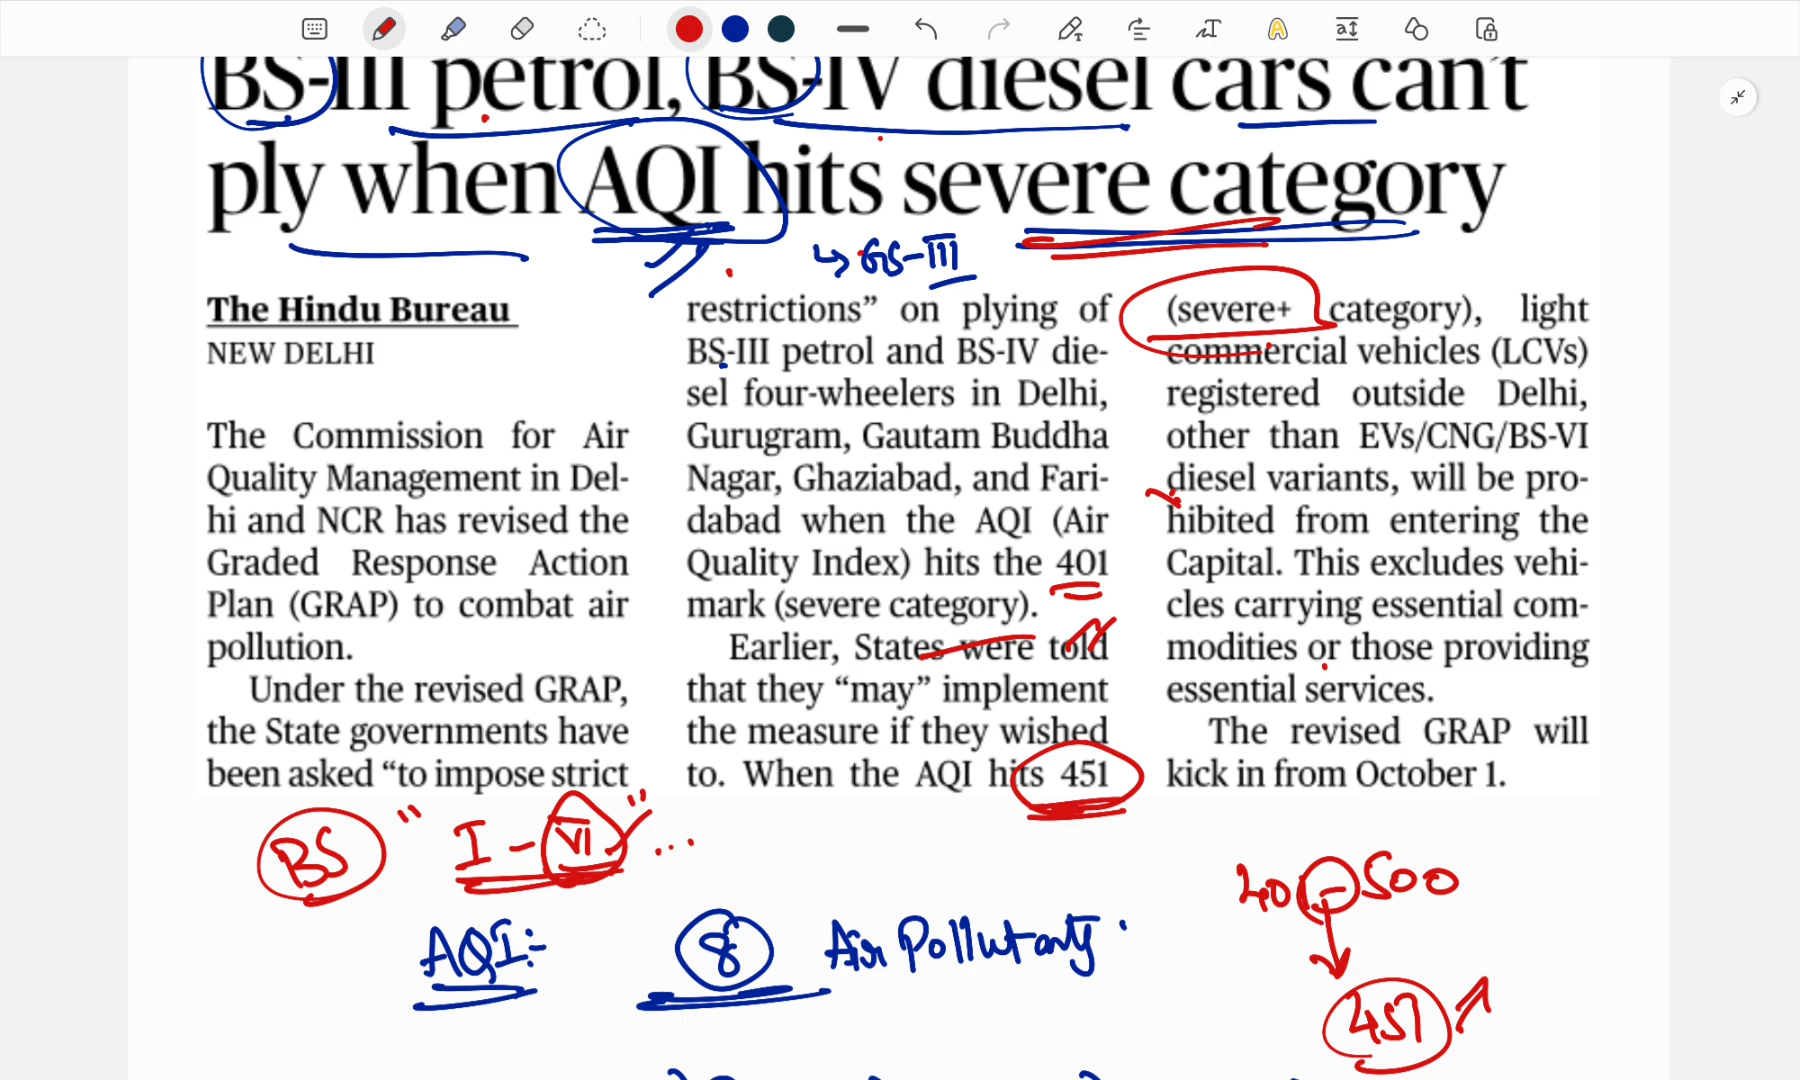 BS-III petrol, BS-IV diesel cars can't
ply when AQI hits severe category
↳ GS-III
The Hindu Bureau
NEW DELHI
The Commission for Air
Quality Management in Del-
hi and NCR has revised the
Graded Response Action
Plan (GRAP) to combat air
pollution.
Under the revised GRAP,
the State governments have
been asked “to impose strict
restrictions” on plying of
BS-III petrol and BS-IV die-
sel four-wheelers in Delhi,
Gurugram, Gautam Buddha
Nagar, Ghaziabad, and Fari-
dabad when the AQI (Air
Quality Index) hits the 401
mark (severe category).
Earlier, States were told
that they “may” implement
the measure if they wished
to. When the AQI hits 451
(severe+ category), light
commercial vehicles (LCVs)
registered outside Delhi,
other than EVs/CNG/BS-VI
diesel variants, will be pro-
hibited from entering the
Capital. This excludes vehi-
cles carrying essential com-
modities or those providing
essential services.
The revised GRAP will
kick in from October 1.
BS "I - VI" ...
AQI:- 8 Air Pollutants
40 - 500
451